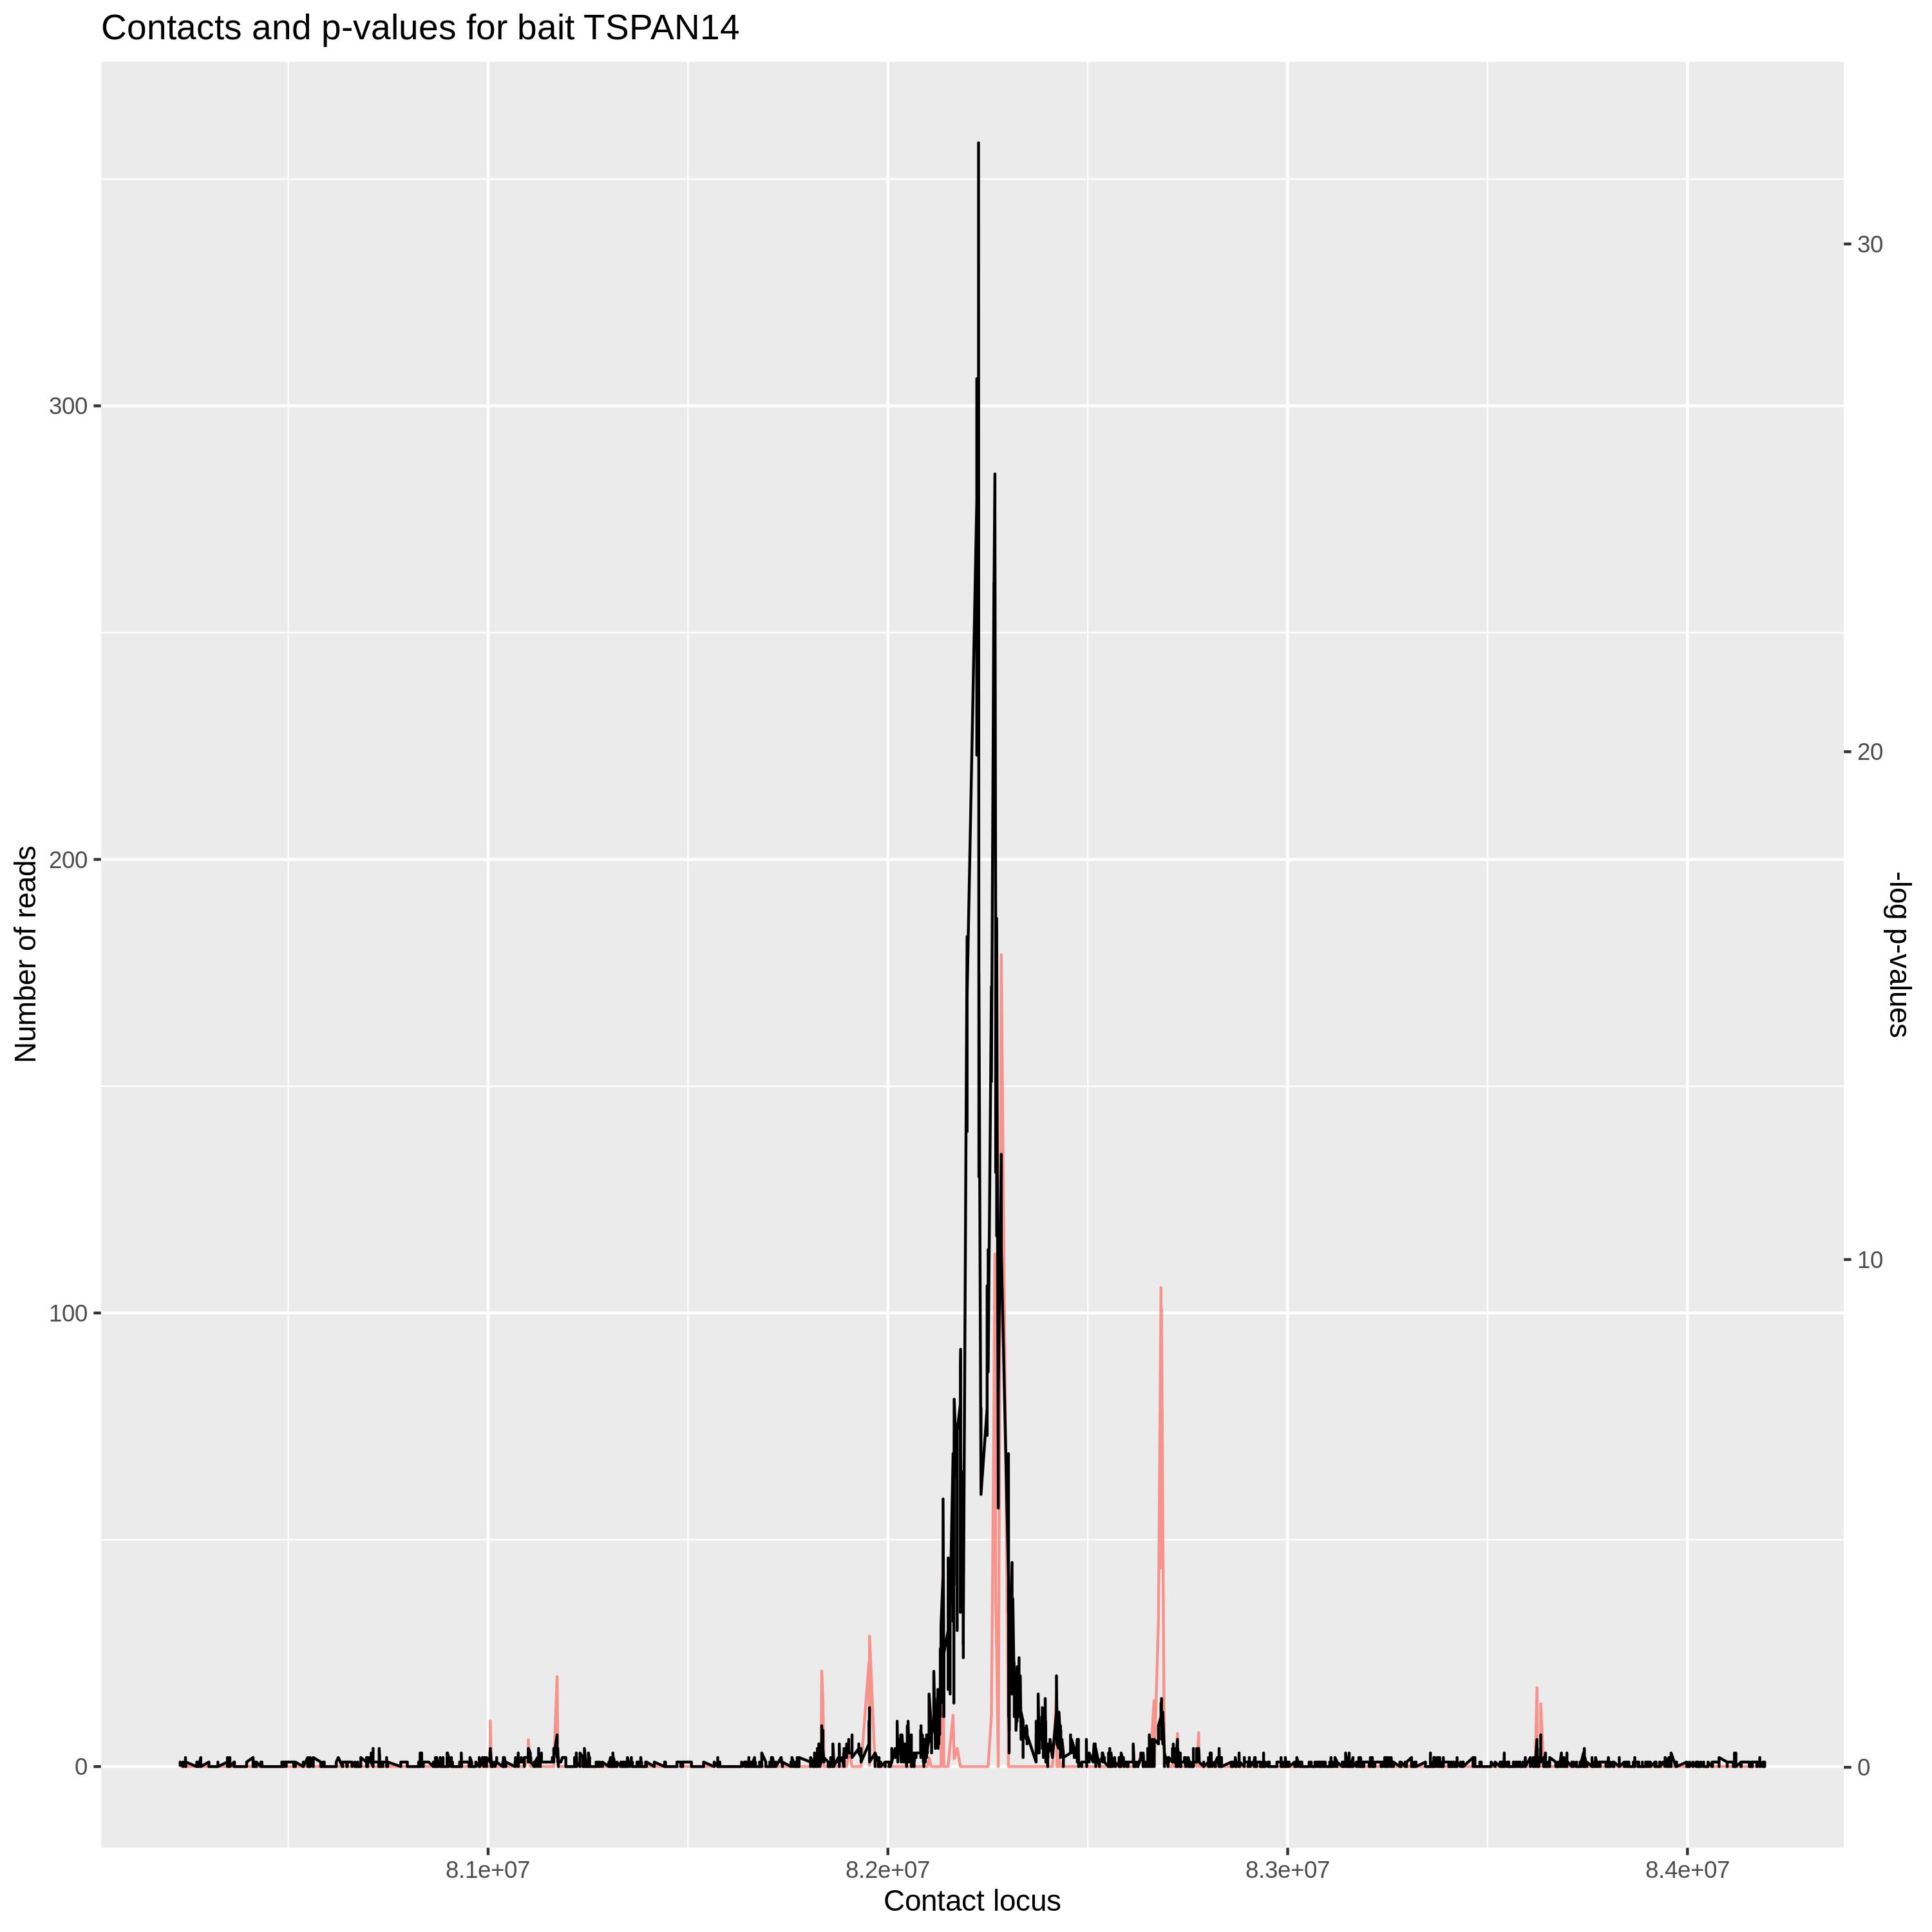 Contacts and p-values for bait TSPAN14
Number of reads
300
200
100
0
30
20
10
0
-log p-values
8.1e+07 8.2e+07 8.3e+07 8.4e+07
Contact locus